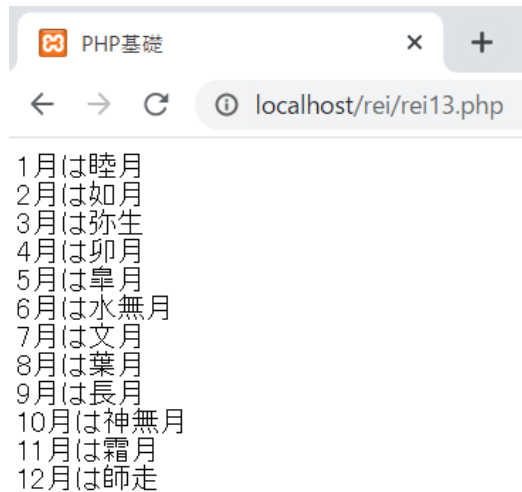 PHP基礎
localhost/rei/rei13.php
1月は睦月
2月は如月
3月は弥生
4月は卯月
5月は皐月
6月は水無月
7月は文月
8月は葉月
9月は長月
10月は神無月
11月は霜月
12月は師走